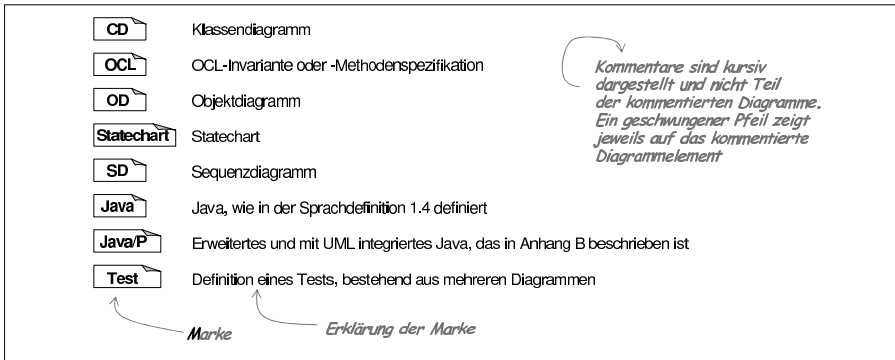 CD Klassendiagramm
OCL OCL-Invariante oder -Methodenspezifikation
OD Objektdiagramm
Statechart Statechart
SD Sequenzdiagramm
Java Java, wie in der Sprachdefinition 1.4 definiert
Java/P Erweitertes und mit UML integriertes Java, das in Anhang B beschrieben ist
Test Definition eines Tests, bestehend aus mehreren Diagrammen
Marke
Erklärung der Marke
Kommentare sind kursiv
dargestellt und nicht Teil
der kommentierten Diagramme.
Ein geschwungener Pfeil zeigt
jeweils auf das kommentierte
Diagrammelement